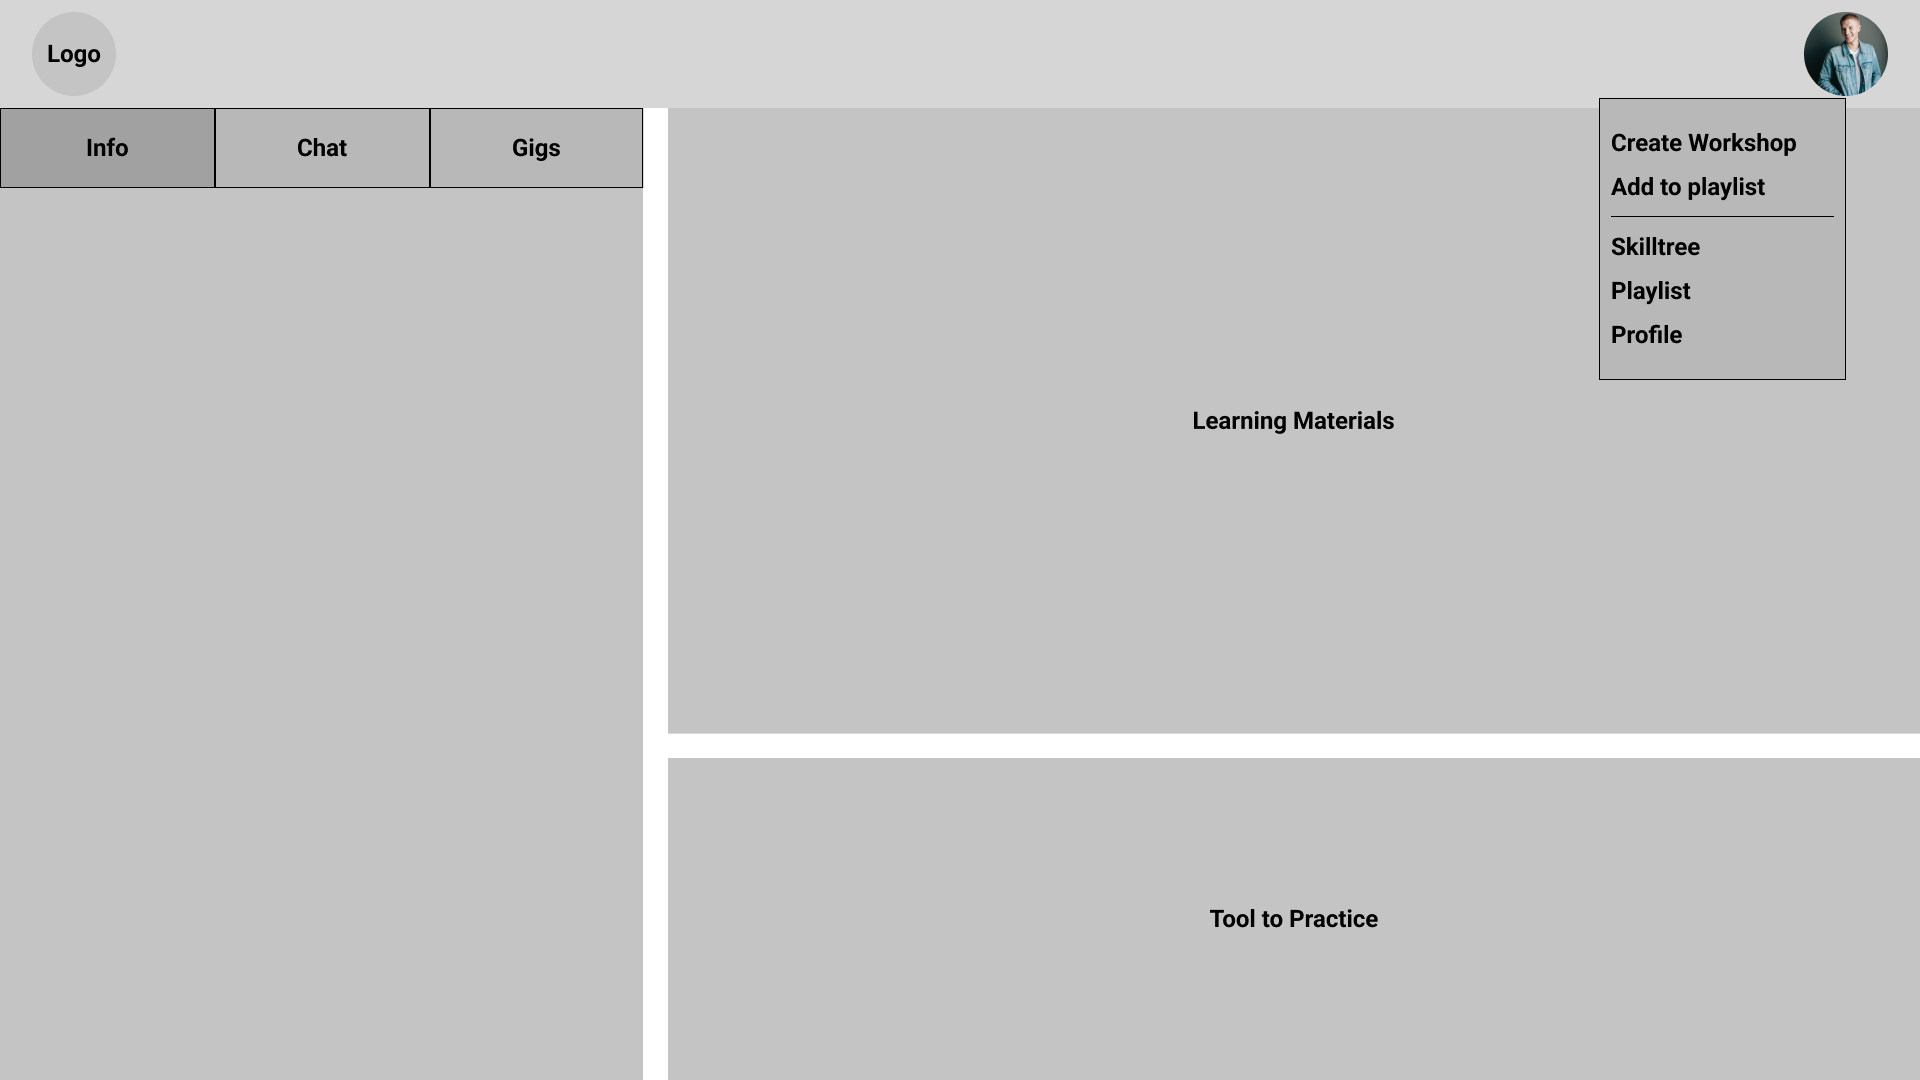 Logo
Info
Chat
Gigs
Create Workshop
Add to playlist
Skilltree
Playlist
Profile
Learning Materials
Tool to Practice